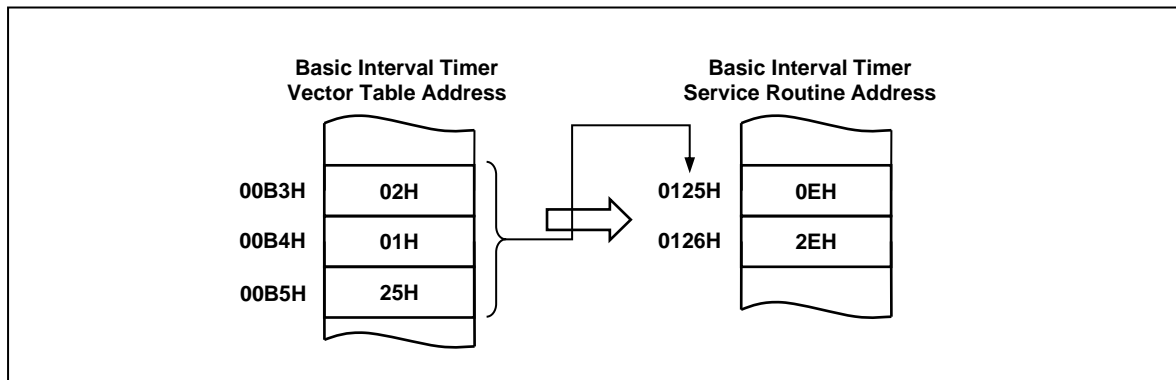 Basic Interval Timer
Vector Table Address
00B3H 02H
00B4H 01H
00B5H 25H
Basic Interval Timer
Service Routine Address
0125H 0EH
0126H 2EH